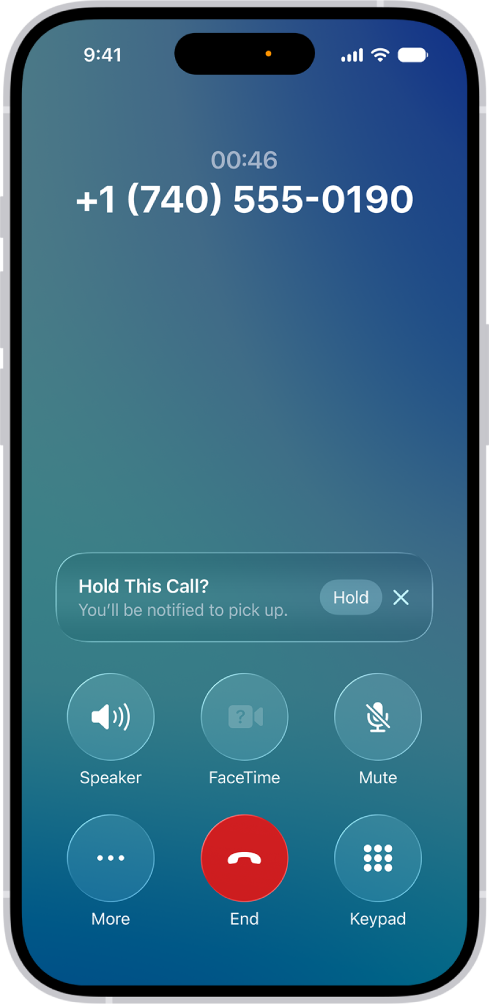 9:41
00:46
+1 (740) 555-0190
Hold This Call?
You’ll be notified to pick up.
Hold
Speaker
FaceTime
Mute
More
End
Keypad